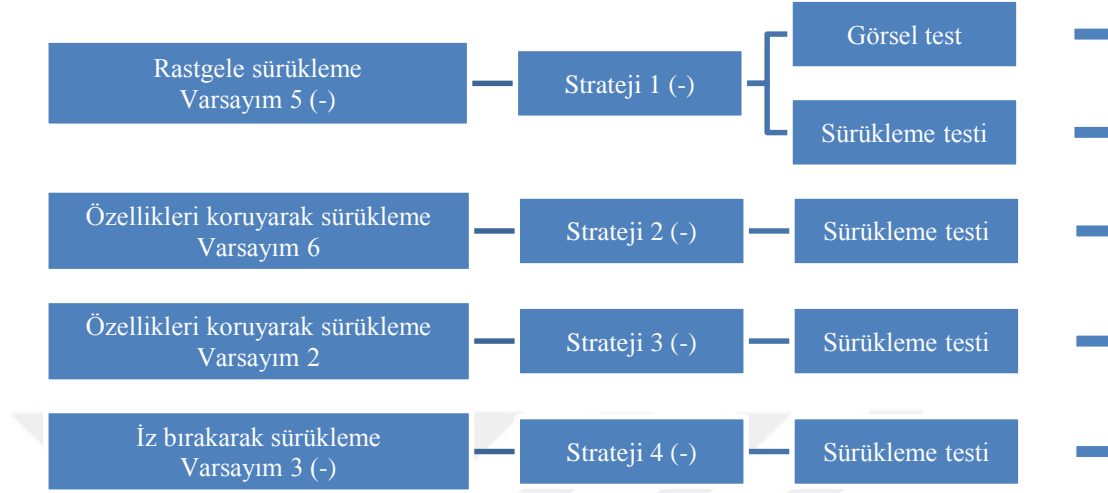 Rastgele sürükleme
Varsayım 5 (-)
Strateji 1 (-)
Görsel test
Sürükleme testi
Özellikleri koruyarak sürükleme
Varsayım 6
Strateji 2 (-)
Sürükleme testi
Özellikleri koruyarak sürükleme
Varsayım 2
Strateji 3 (-)
Sürükleme testi
İz bırakarak sürükleme
Varsayım 3 (-)
Strateji 4 (-)
Sürükleme testi